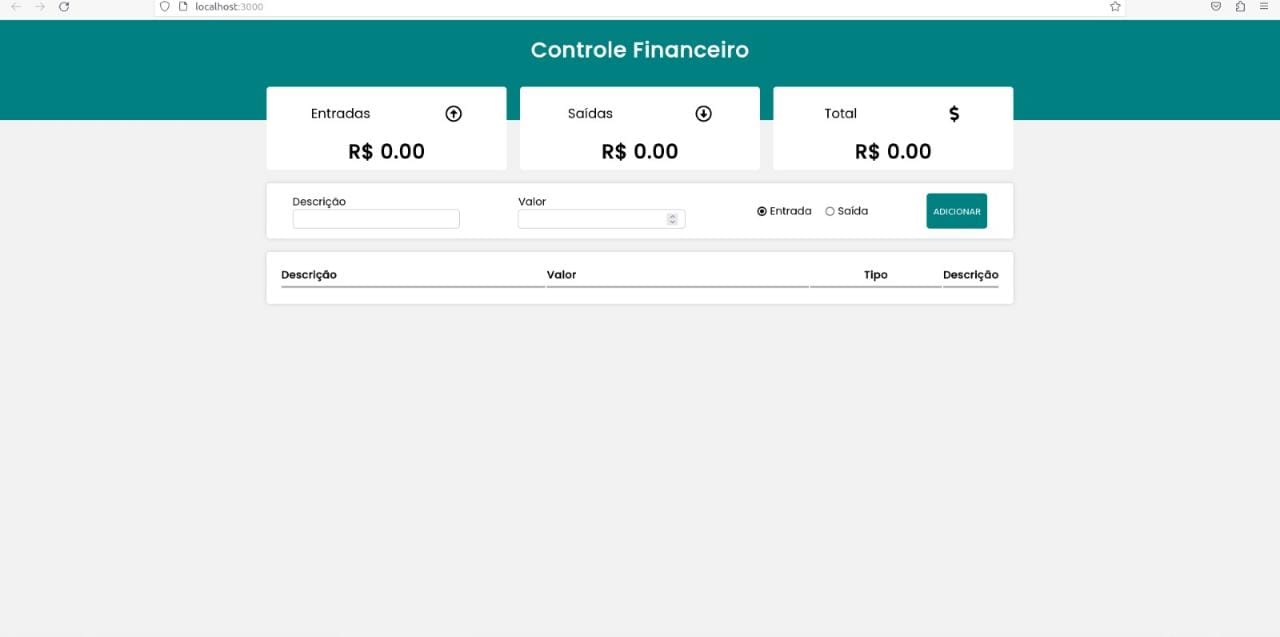 localhost:3000
Controle Financeiro
Entradas
R$ 0.00
Saídas
R$ 0.00
Total
$
R$ 0.00
Descrição
Valor
Entrada
Saída
ADICIONAR
Descrição Valor Tipo Descrição